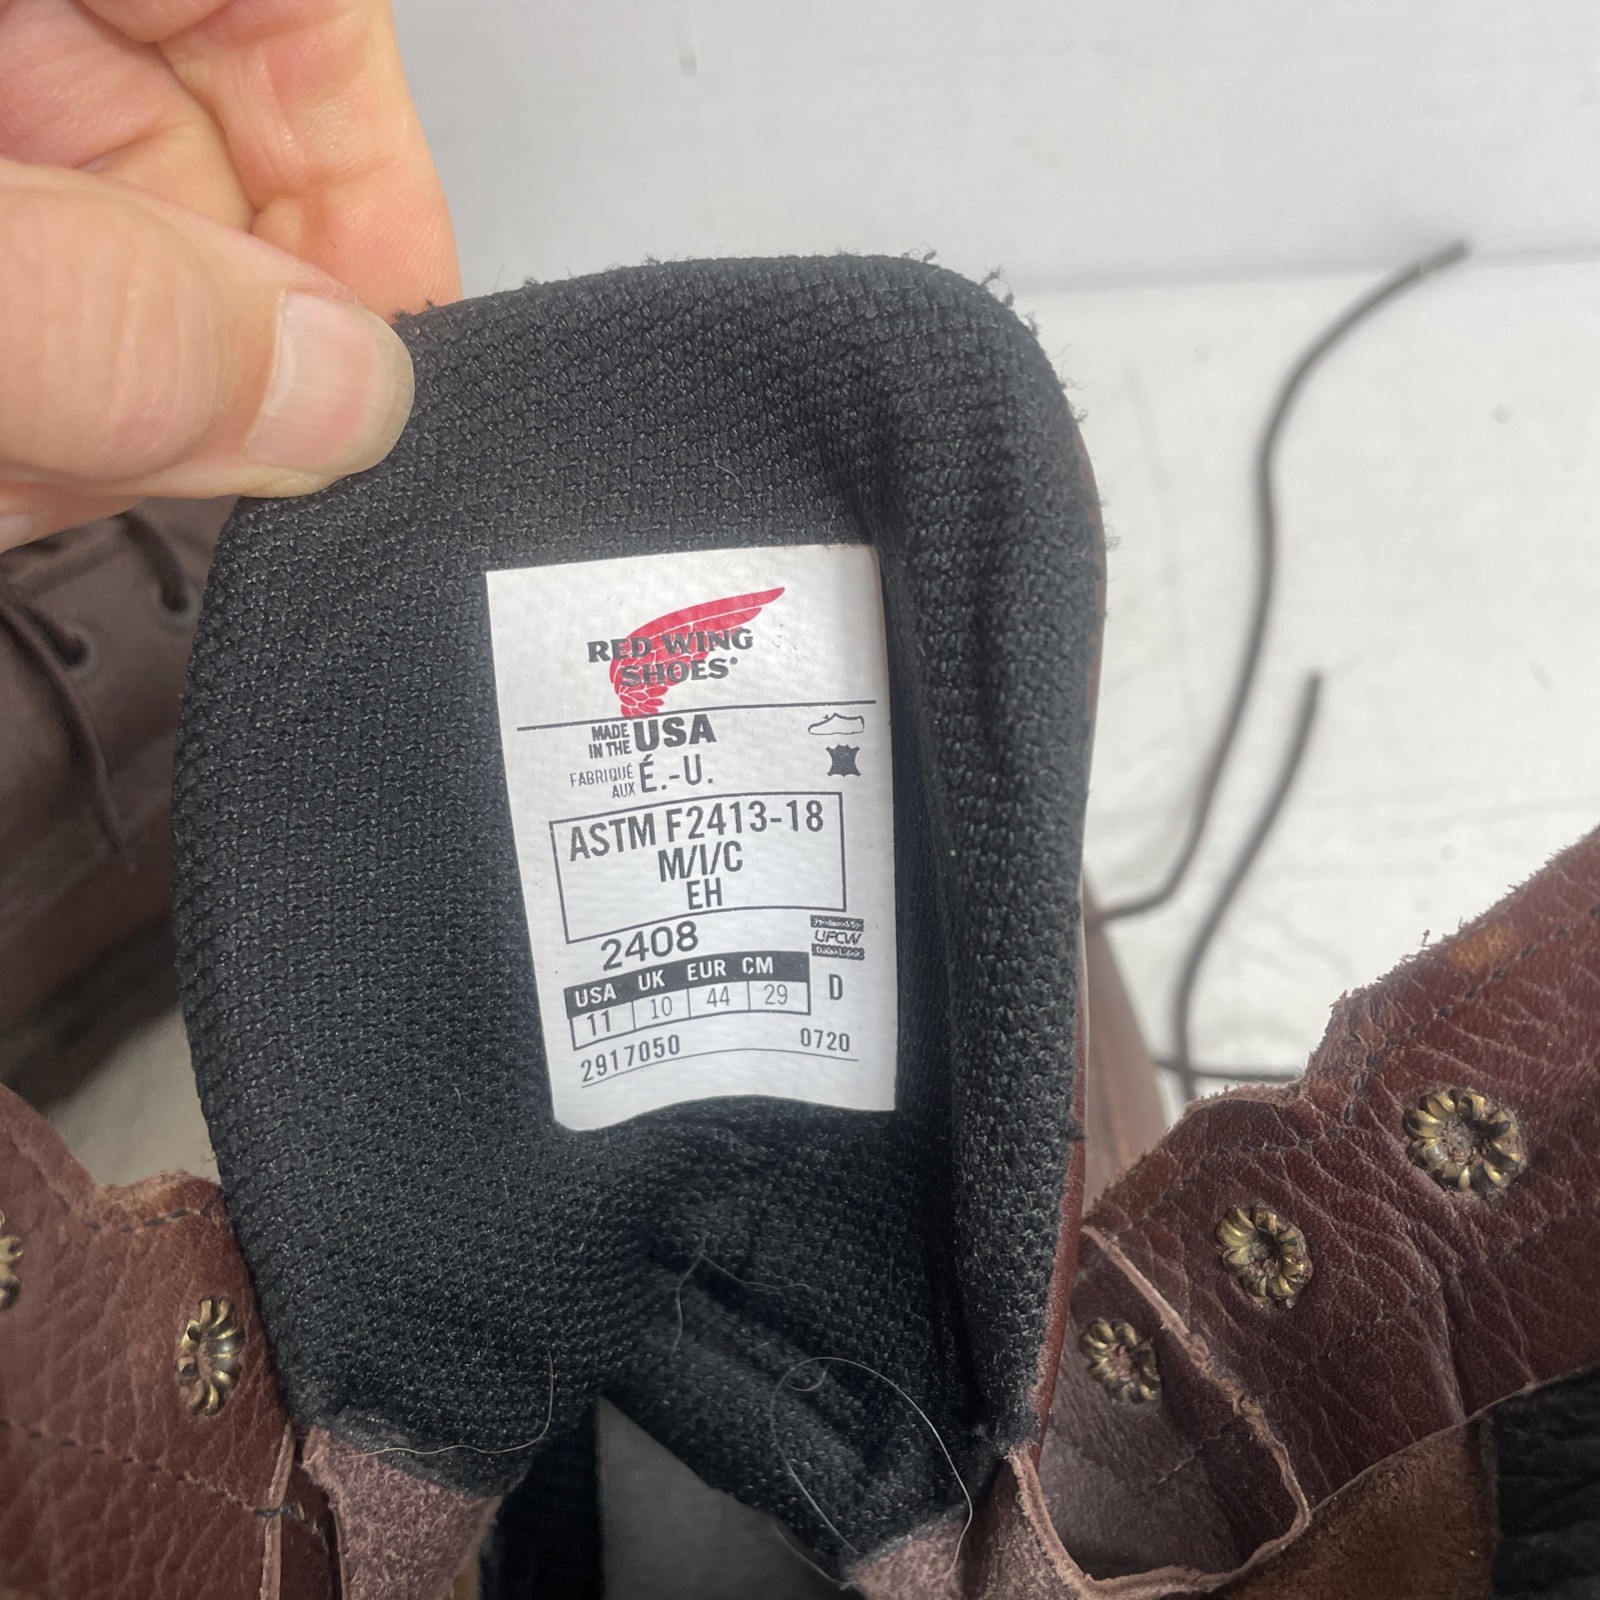 RED WING
SHOES
MADE IN THE USA
FABRIQUÉ AUX É.-U.
ASTM F2413-18
M/I/C
EH
2408
UFCW
USA UK EUR CM
11 10 44 29 D
2917050 0720